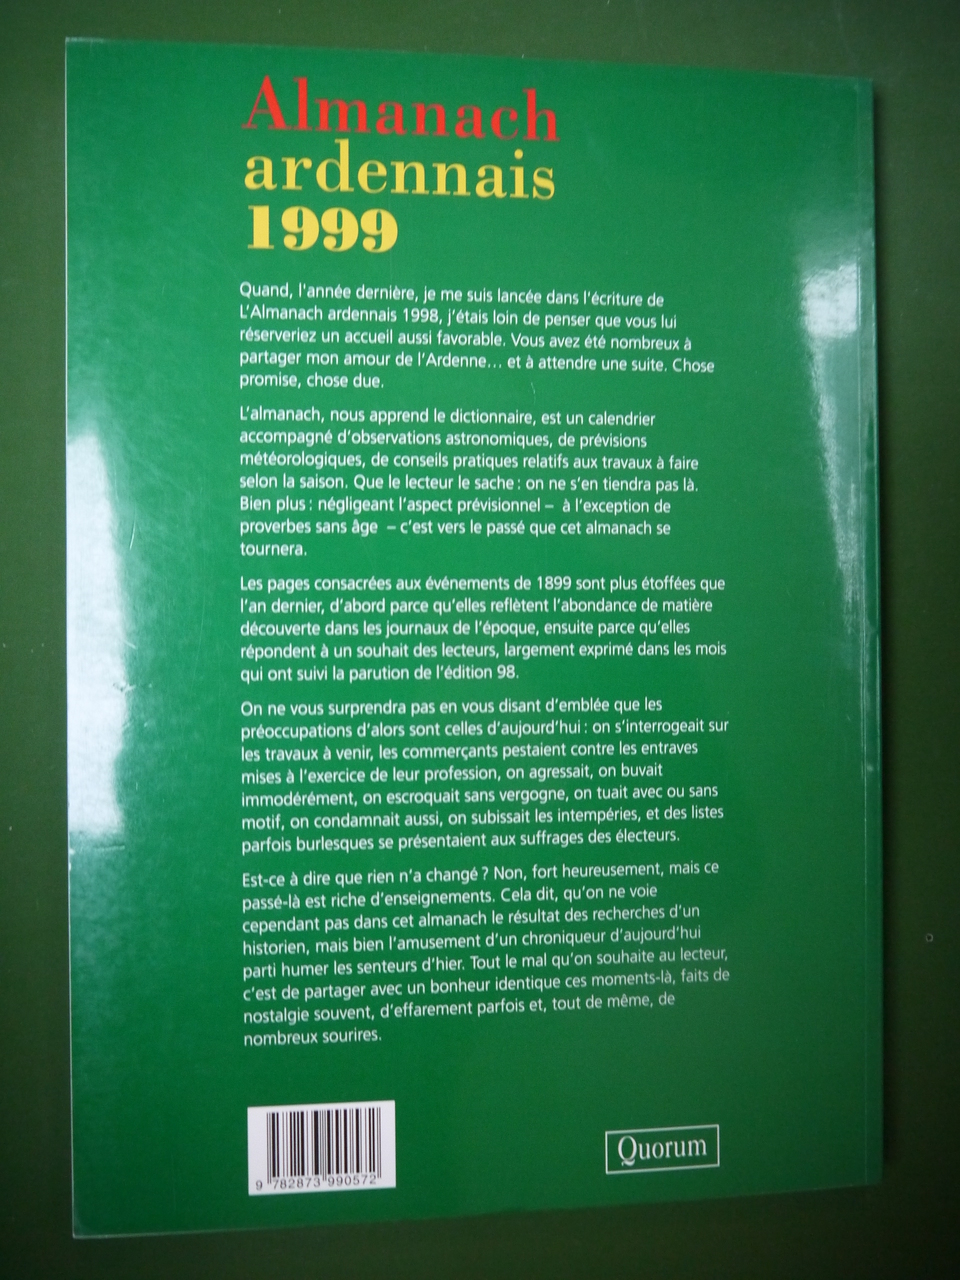 Almanach
ardennais
1999
Quand, l'année dernière, je me suis lancée dans l'écriture de
L'Almanach ardennais 1998, j'étais loin de penser que vous lui
réserveriez un accueil aussi favorable. Vous avez été nombreux à
partager mon amour de l'Ardenne... et à attendre une suite. Chose
promise, chose due.
L'almanach, nous apprend le dictionnaire, est un calendrier
accompagné d'observations astronomiques, de prévisions
météorologiques, de conseils pratiques relatifs aux travaux à faire
selon la saison. Que le lecteur le sache : on ne s'en tiendra pas là.
Bien plus : négligeant l'aspect prévisionnel – à l'exception de
proverbes sans âge – c'est vers le passé que cet almanach se
tournera.
Les pages consacrées aux événements de 1899 sont plus étoffées que
l'an dernier, d'abord parce qu'elles reflètent l'abondance de matière
découverte dans les journaux de l'époque, ensuite parce qu'elles
répondent à un souhait des lecteurs, largement exprimé dans les mois
qui ont suivi la parution de l'édition 98.
On ne vous surprendra pas en vous disant d'emblée que les
préoccupations d'alors sont celles d'aujourd'hui : on s'interrogeait sur
les travaux à venir, les commerçants pestaient contre les entraves
mises à l'exercice de leur profession, on agressait, on buvait
immodérément, on escroquait sans vergogne, on tuait avec ou sans
motif, on condamnait aussi, on subissait les intempéries, et des listes
parfois burlesques se présentaient aux suffrages des électeurs.
Est-ce à dire que rien n'a changé ? Non, fort heureusement, mais ce
passé-là est riche d'enseignements. Cela dit, qu'on ne voie
cependant pas dans cet almanach le résultat des recherches d'un
historien, mais bien l'amusement d'un chroniqueur d'aujourd'hui
parti humer les senteurs d'hier. Tout le mal qu'on souhaite au lecteur,
c'est de partager avec un bonheur identique ces moments-là, faits de
nostalgie souvent, d'effarement parfois et, tout de même, de
nombreux sourires.
9 782873 990572
Quorum